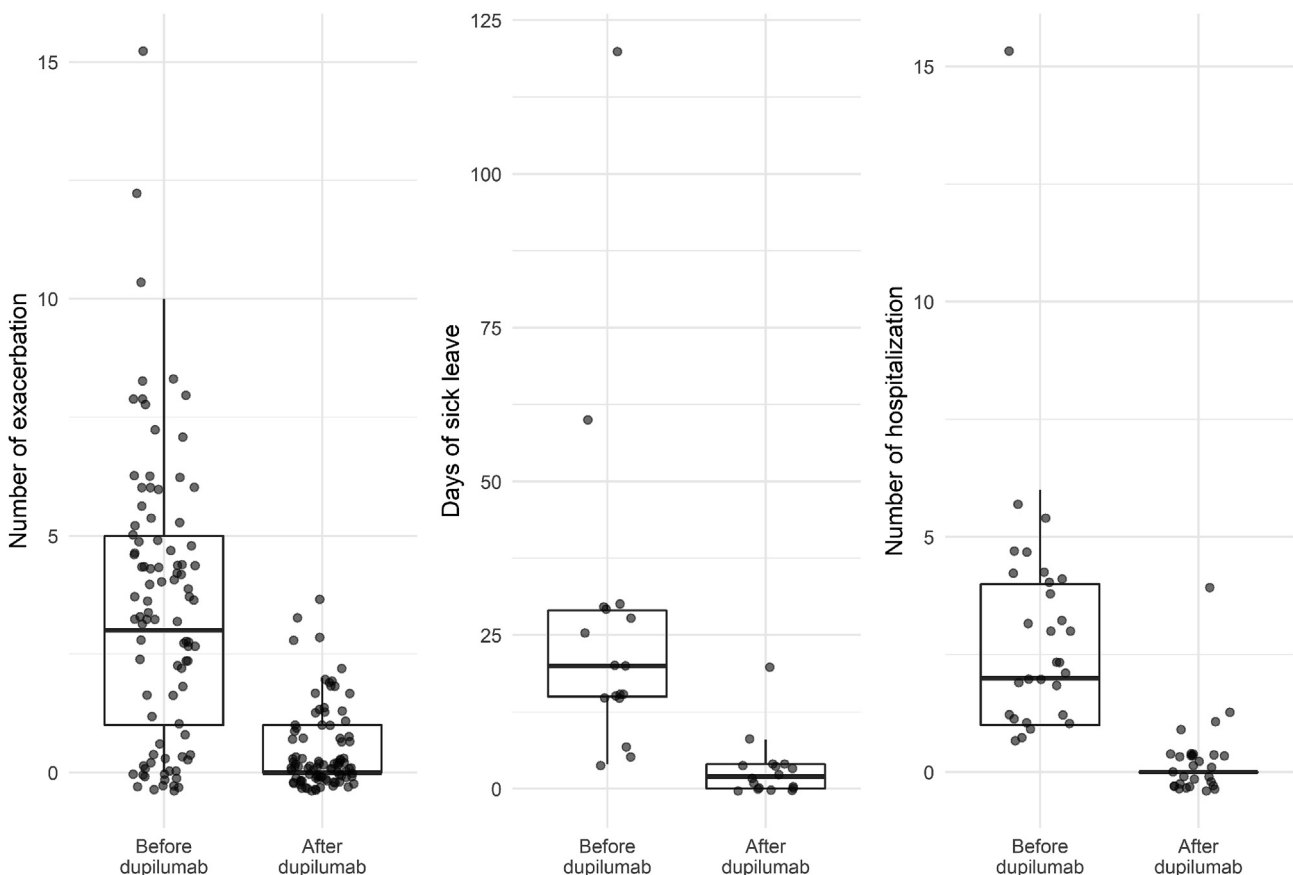 Number of exacerbation
15
10
5
0
Before
dupilumab
After
dupilumab
Days of sick leave
125
100
75
50
25
0
Before
dupilumab
After
dupilumab
Number of hospitalization
15
10
5
0
Before
dupilumab
After
dupilumab